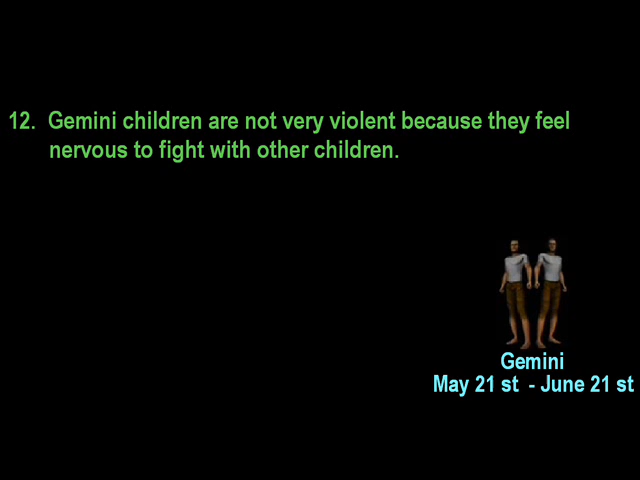 12. Gemini children are not very violent because they feel
nervous to fight with other children.
Gemini
May 21 st - June 21 st